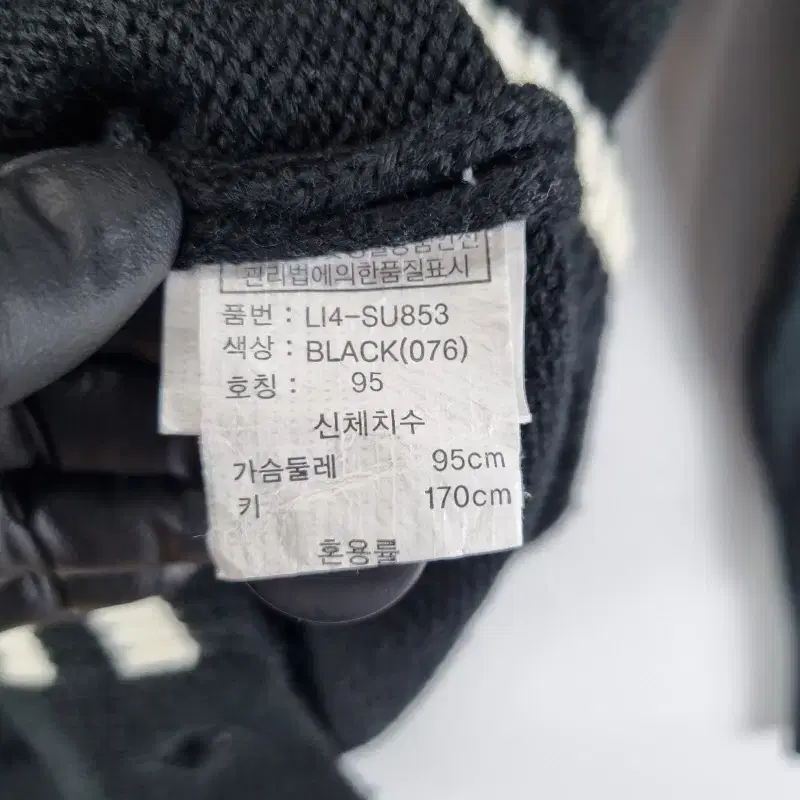 관리법에의한품질표시
품번 : LI4-SU853
색상 : BLACK(076)
호칭 : 95
신체치수
가슴둘레 95cm
키 170cm
혼용률